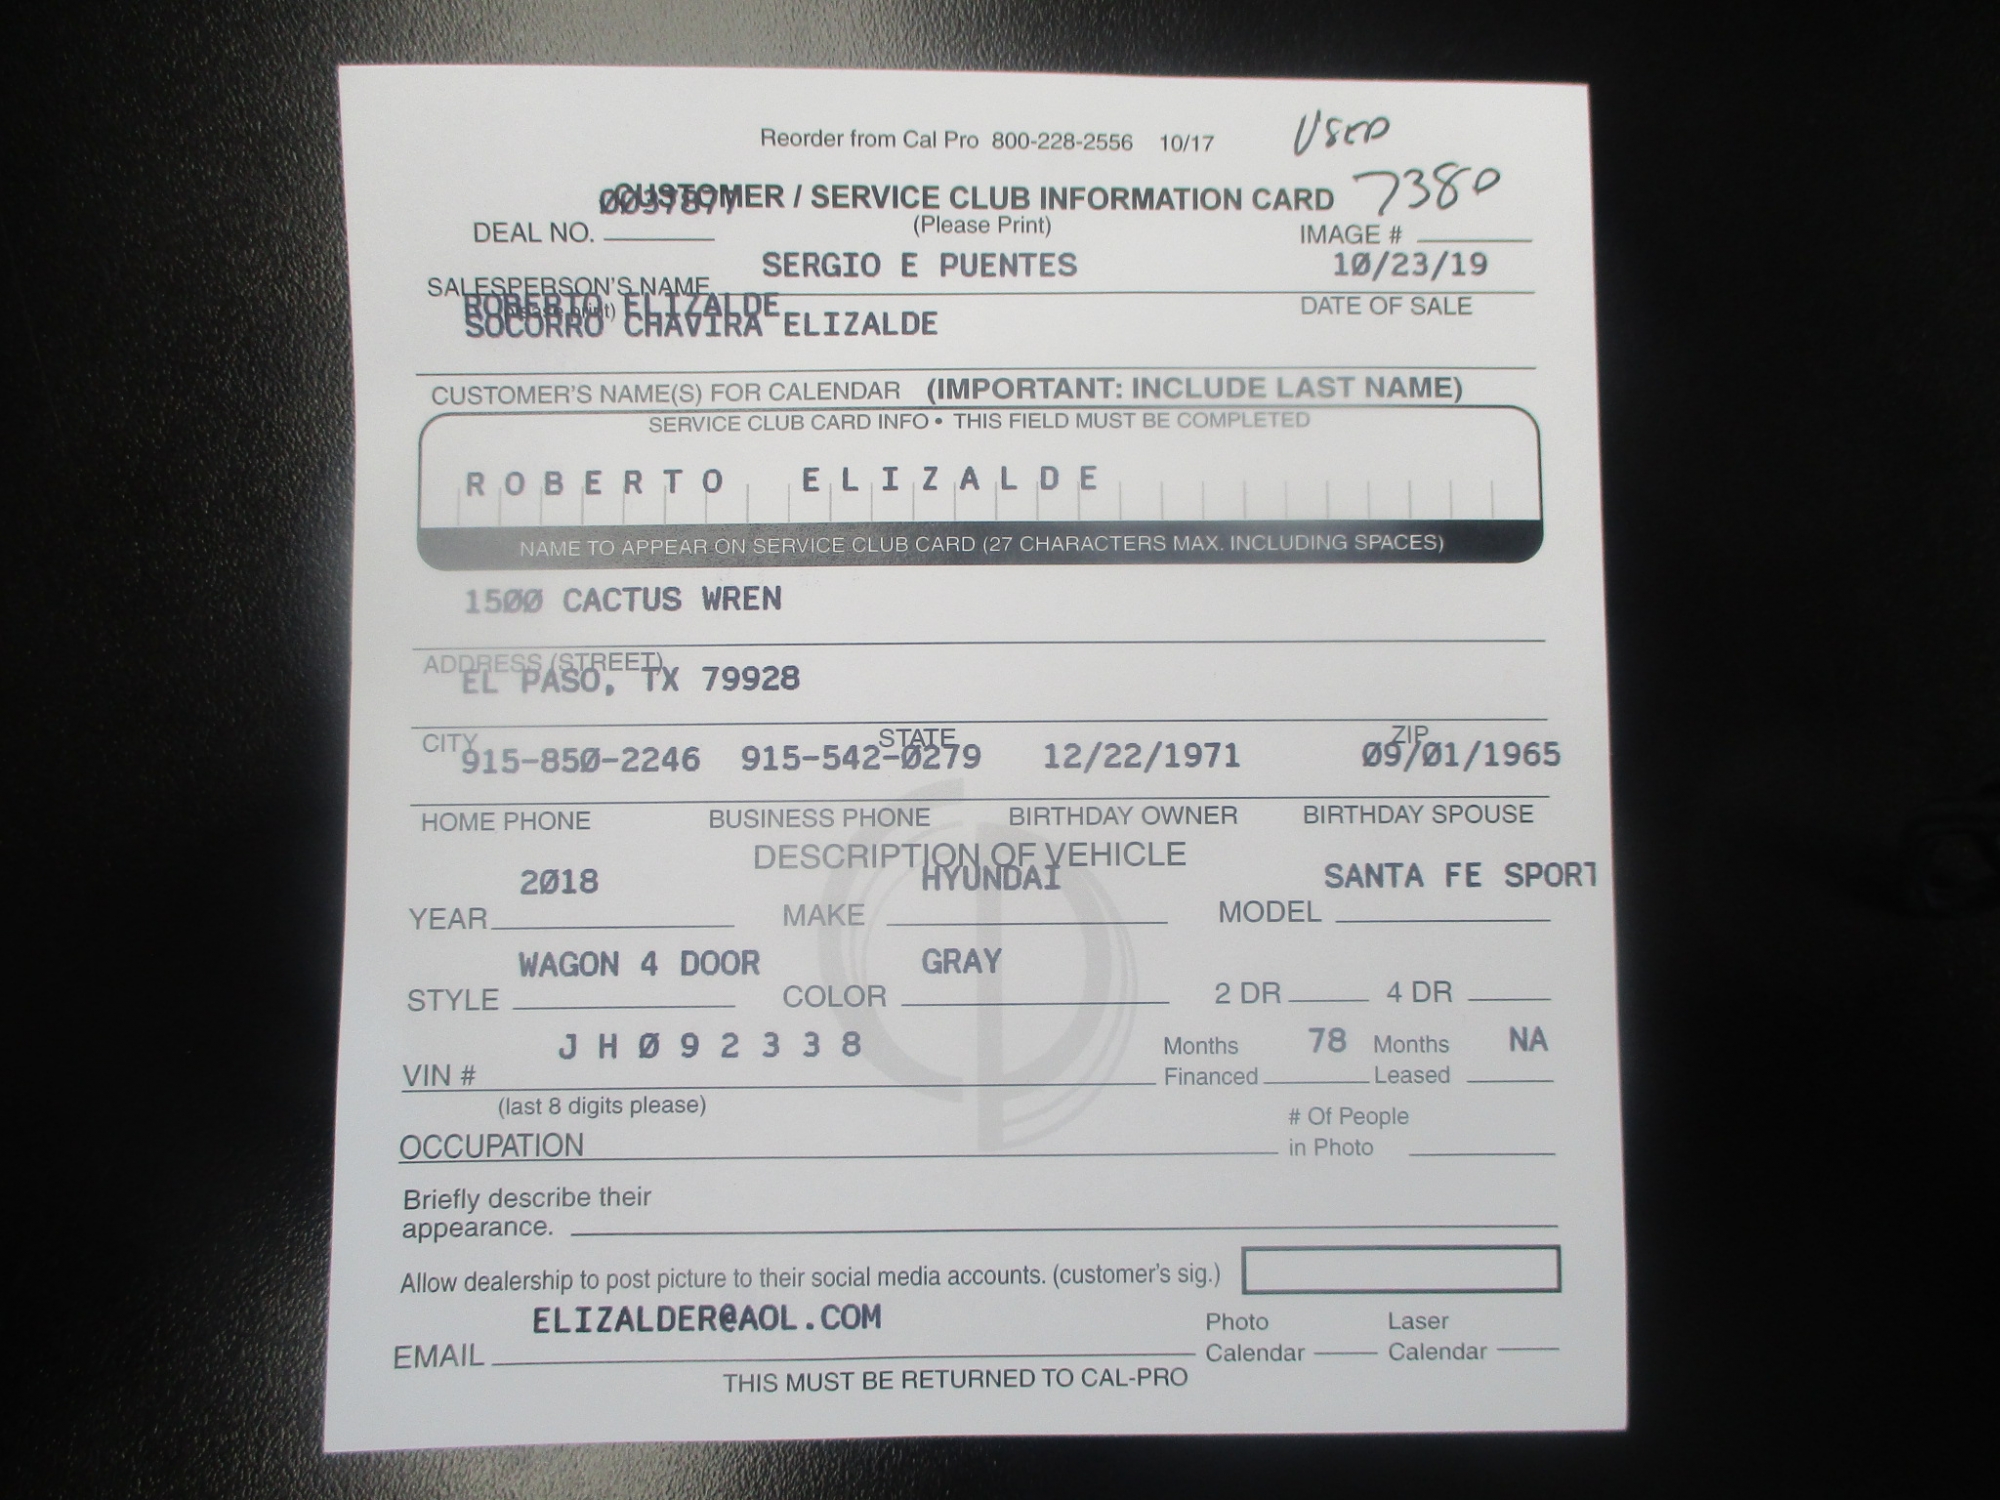 Reorder from Cal Pro 800-228-2556 10/17
USED
CUSTOMER / SERVICE CLUB INFORMATION CARD 7380
0037877
DEAL NO. (Please Print) IMAGE #
SERGIO E PUENTES 10/23/19
SALESPERSON'S NAME DATE OF SALE
(please print)
ROBERTO ELIZALDE
SOCORRO CHAVIRA ELIZALDE
CUSTOMER'S NAME(S) FOR CALENDAR (IMPORTANT: INCLUDE LAST NAME)
SERVICE CLUB CARD INFO • THIS FIELD MUST BE COMPLETED
ROBERTO ELIZALDE
NAME TO APPEAR ON SERVICE CLUB CARD (27 CHARACTERS MAX. INCLUDING SPACES)
1500 CACTUS WREN
ADDRESS (STREET)
EL PASO, TX 79928
CITY STATE ZIP
915-850-2246 915-542-0279 12/22/1971 09/01/1965
HOME PHONE BUSINESS PHONE BIRTHDAY OWNER BIRTHDAY SPOUSE
DESCRIPTION OF VEHICLE
2018 HYUNDAI SANTA FE SPORT
YEAR MAKE MODEL
WAGON 4 DOOR GRAY
STYLE COLOR 2 DR 4 DR
JH092338 Months 78 Months NA
VIN # Financed Leased
(last 8 digits please)
# Of People
OCCUPATION in Photo
Briefly describe their
appearance.
Allow dealership to post picture to their social media accounts. (customer's sig.)
ELIZALDER@AOL.COM Photo Laser
EMAIL Calendar Calendar
THIS MUST BE RETURNED TO CAL-PRO